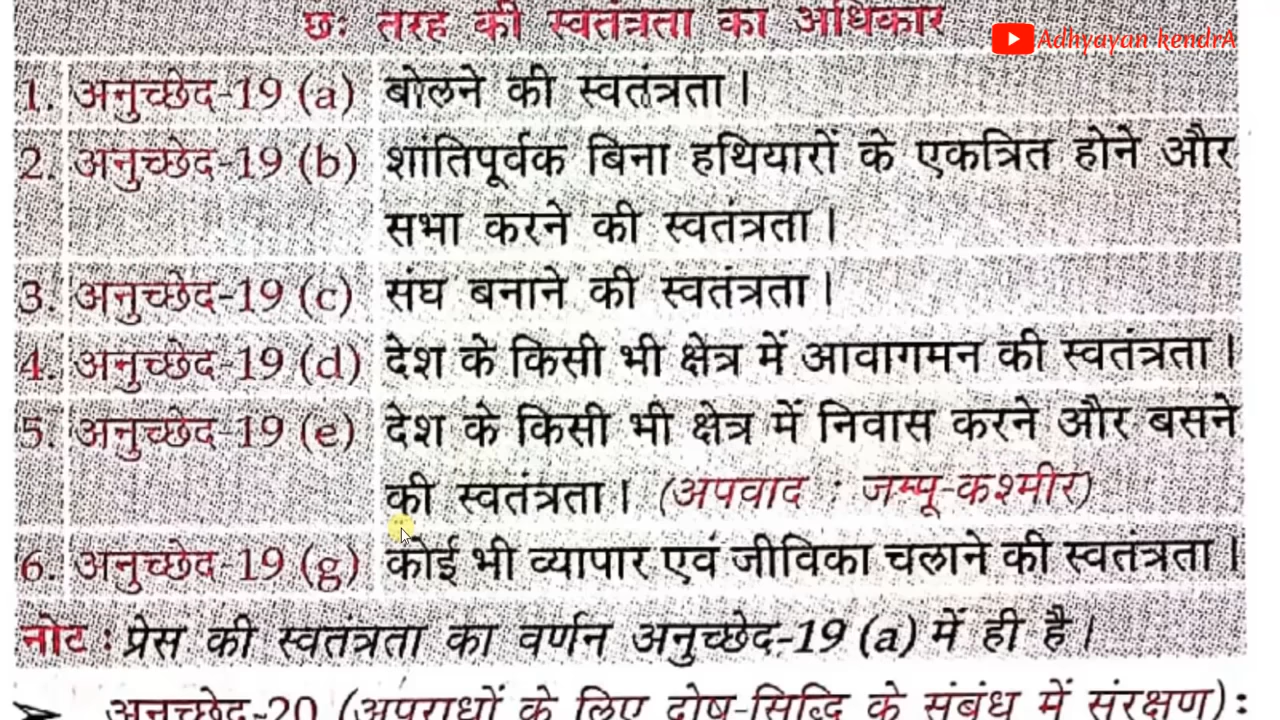 छः तरह की स्वतंत्रता का अधिकार
Adhyayan kendrA
1. अनुच्छेद-19 (a) बोलने की स्वतंत्रता।
2. अनुच्छेद-19 (b) शांतिपूर्वक बिना हथियारों के एकत्रित होने और
सभा करने की स्वतंत्रता।
3. अनुच्छेद-19 (c) संघ बनाने की स्वतंत्रता।
4. अनुच्छेद-19 (d) देश के किसी भी क्षेत्र में आवागमन की स्वतंत्रता।
5. अनुच्छेद-19 (e) देश के किसी भी क्षेत्र में निवास करने और बसने
की स्वतंत्रता। (अपवाद : जम्मू-कश्मीर)
6. अनुच्छेद-19 (g) कोई भी व्यापार एवं जीविका चलाने की स्वतंत्रता।
नोट : प्रेस की स्वतंत्रता का वर्णन अनुच्छेद-19 (a) में ही है।
➢ अनुच्छेद-20 (अपराधों के लिए दोष-सिद्धि के संबंध में संरक्षण) :